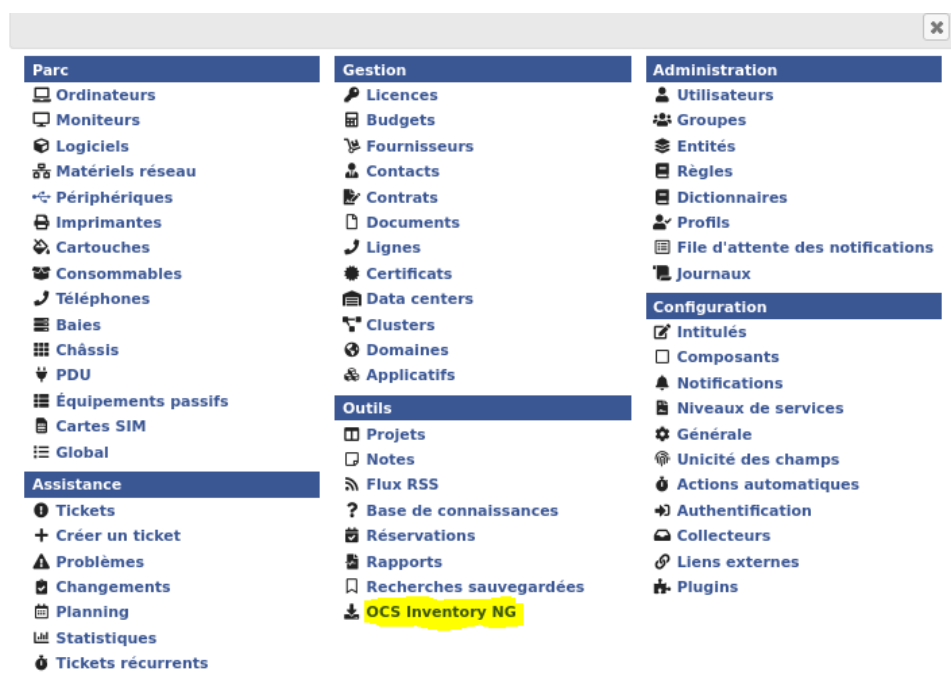 Parc
Ordinateurs
Moniteurs
Logiciels
Matériels réseau
Périphériques
Imprimantes
Cartouches
Consommables
Téléphones
Baies
Châssis
PDU
Équipements passifs
Cartes SIM
Global
Assistance
Tickets
Créer un ticket
Problèmes
Changements
Planning
Statistiques
Tickets récurrents
Gestion
Licences
Budgets
Fournisseurs
Contacts
Contrats
Documents
Lignes
Certificats
Data centers
Clusters
Domaines
Applicatifs
Outils
Projets
Notes
Flux RSS
Base de connaissances
Réservations
Rapports
Recherches sauvegardées
OCS Inventory NG
Administration
Utilisateurs
Groupes
Entités
Règles
Dictionnaires
Profils
File d'attente des notifications
Journaux
Configuration
Intitulés
Composants
Notifications
Niveaux de services
Générale
Unicité des champs
Actions automatiques
Authentification
Collecteurs
Liens externes
Plugins